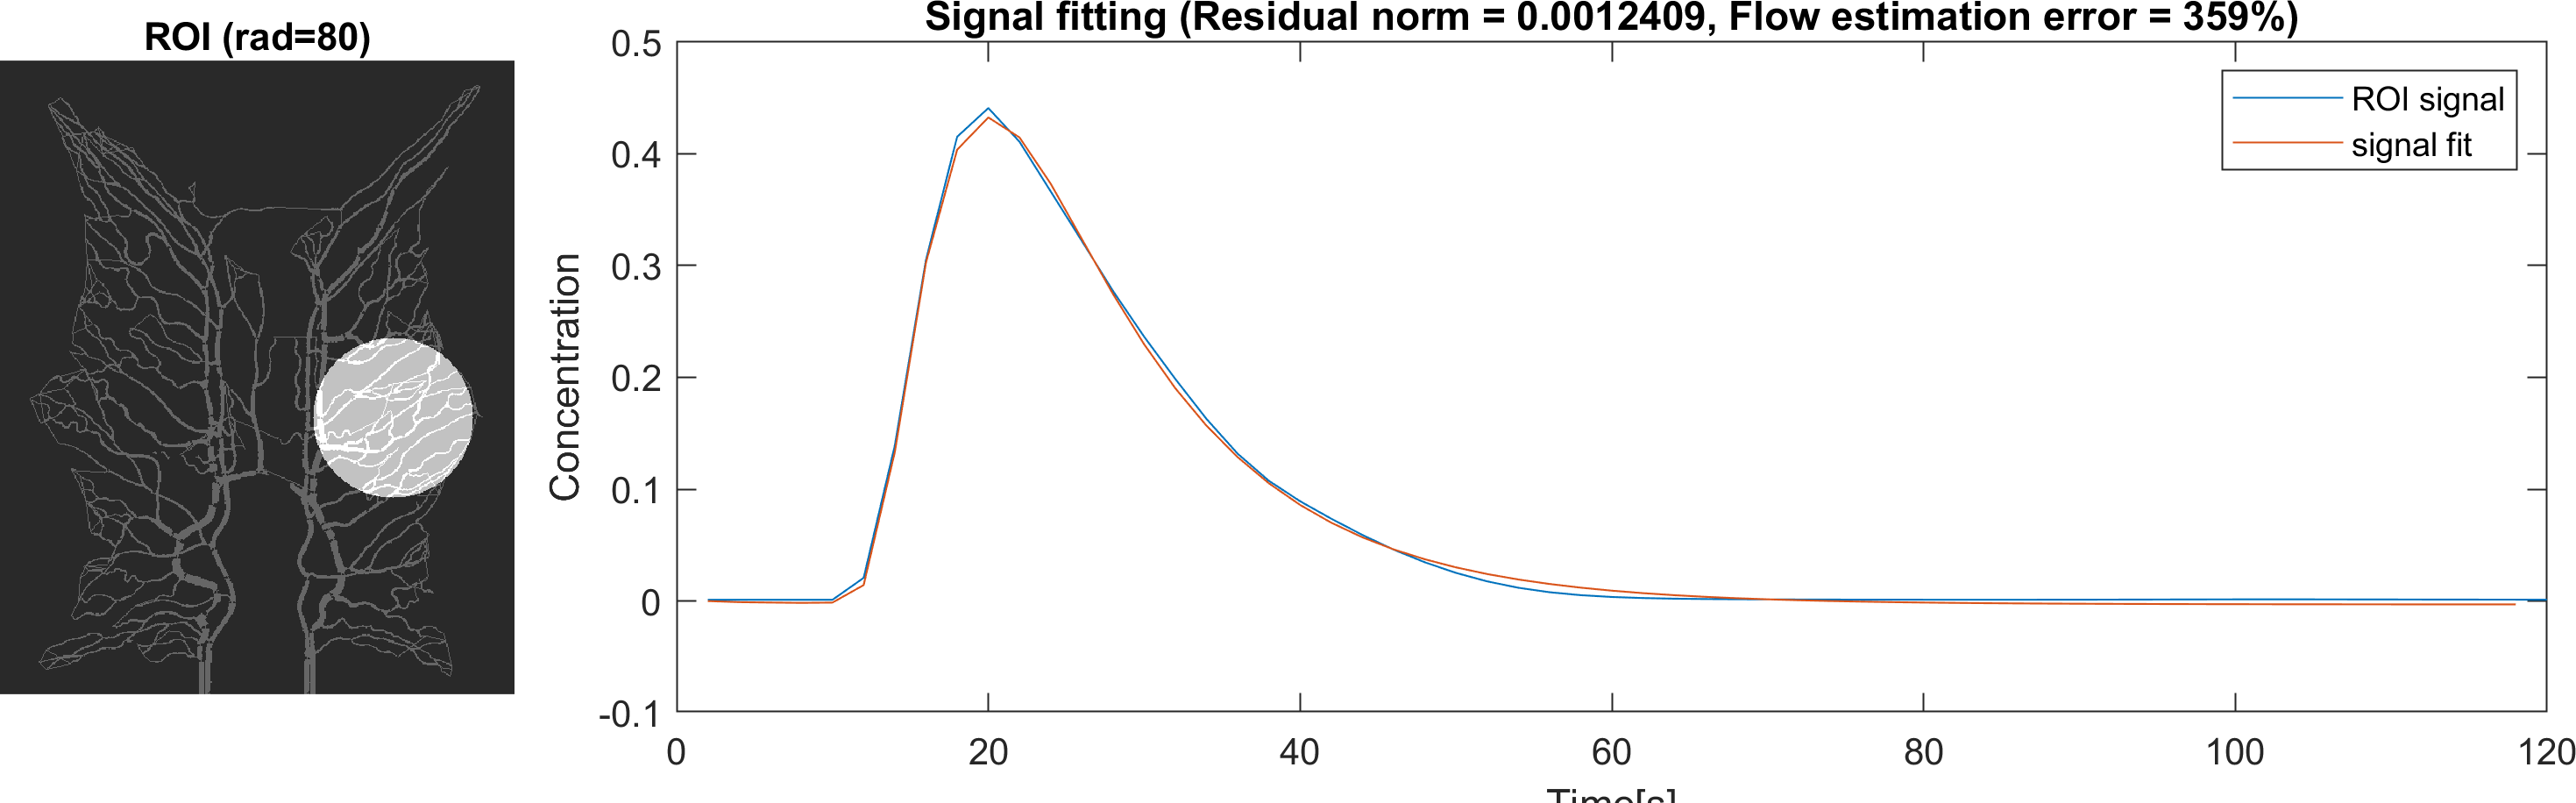 ROI (rad=80)
Signal fitting (Residual norm = 0.0012409, Flow estimation error = 359%)
0.5
0.4
0.3
0.2
0.1
0
-0.1
Concentration
ROI signal
signal fit
0 20 40 60 80 100 120
Time[s]